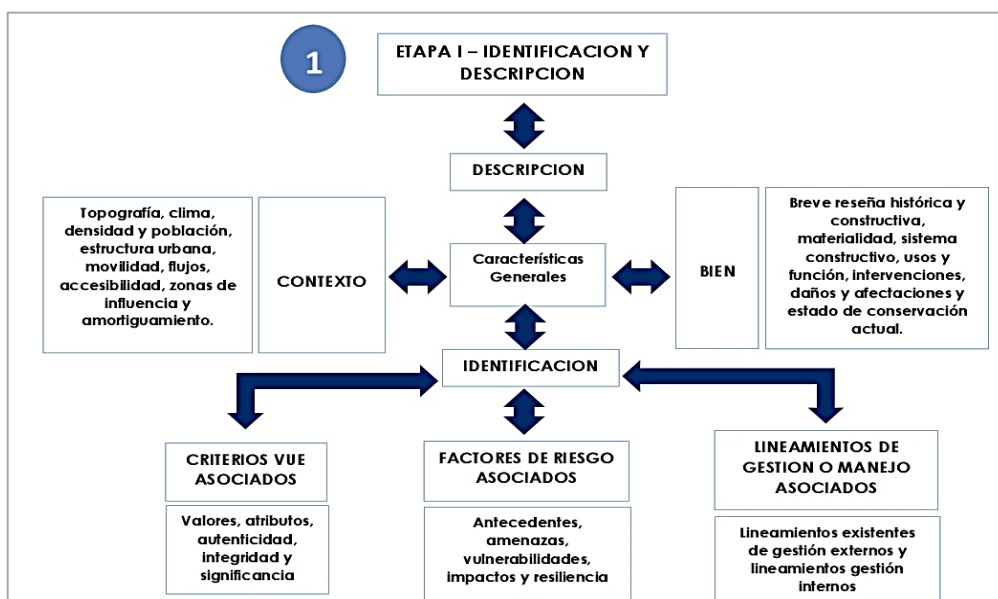 1
ETAPA I – IDENTIFICACION Y
DESCRIPCION
DESCRIPCION
Topografía, clima,
densidad y población,
estructura urbana,
movilidad, flujos,
accesibilidad, zonas de
influencia y
amortiguamiento.
CONTEXTO
Características
Generales
BIEN
Breve reseña histórica y
constructiva,
materialidad, sistema
constructivo, usos y
función, intervenciones,
daños y afectaciones y
estado de conservación
actual.
IDENTIFICACION
CRITERIOS VUE
ASOCIADOS
Valores, atributos,
autenticidad,
integridad y
significancia
FACTORES DE RIESGO
ASOCIADOS
Antecedentes,
amenazas,
vulnerabilidades,
impactos y resiliencia
LINEAMIENTOS DE
GESTION O MANEJO
ASOCIADOS
Lineamientos existentes
de gestión externos y
lineamientos gestión
internos